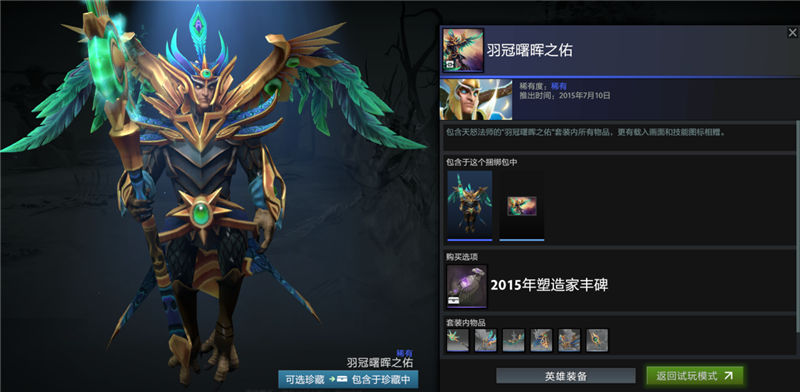 羽冠曙晖之佑
稀有度：稀有
推出时间：2015年7月10日
包含天怒法师的“羽冠曙晖之佑”套装内所有物品，更有载入画面和技能图标相赠。
包含于这个捆绑包中
购买选项
2015年塑造家丰碑
套装内物品
英雄装备
返回试玩模式
稀有
羽冠曙晖之佑
可选珍藏
包含于珍藏中